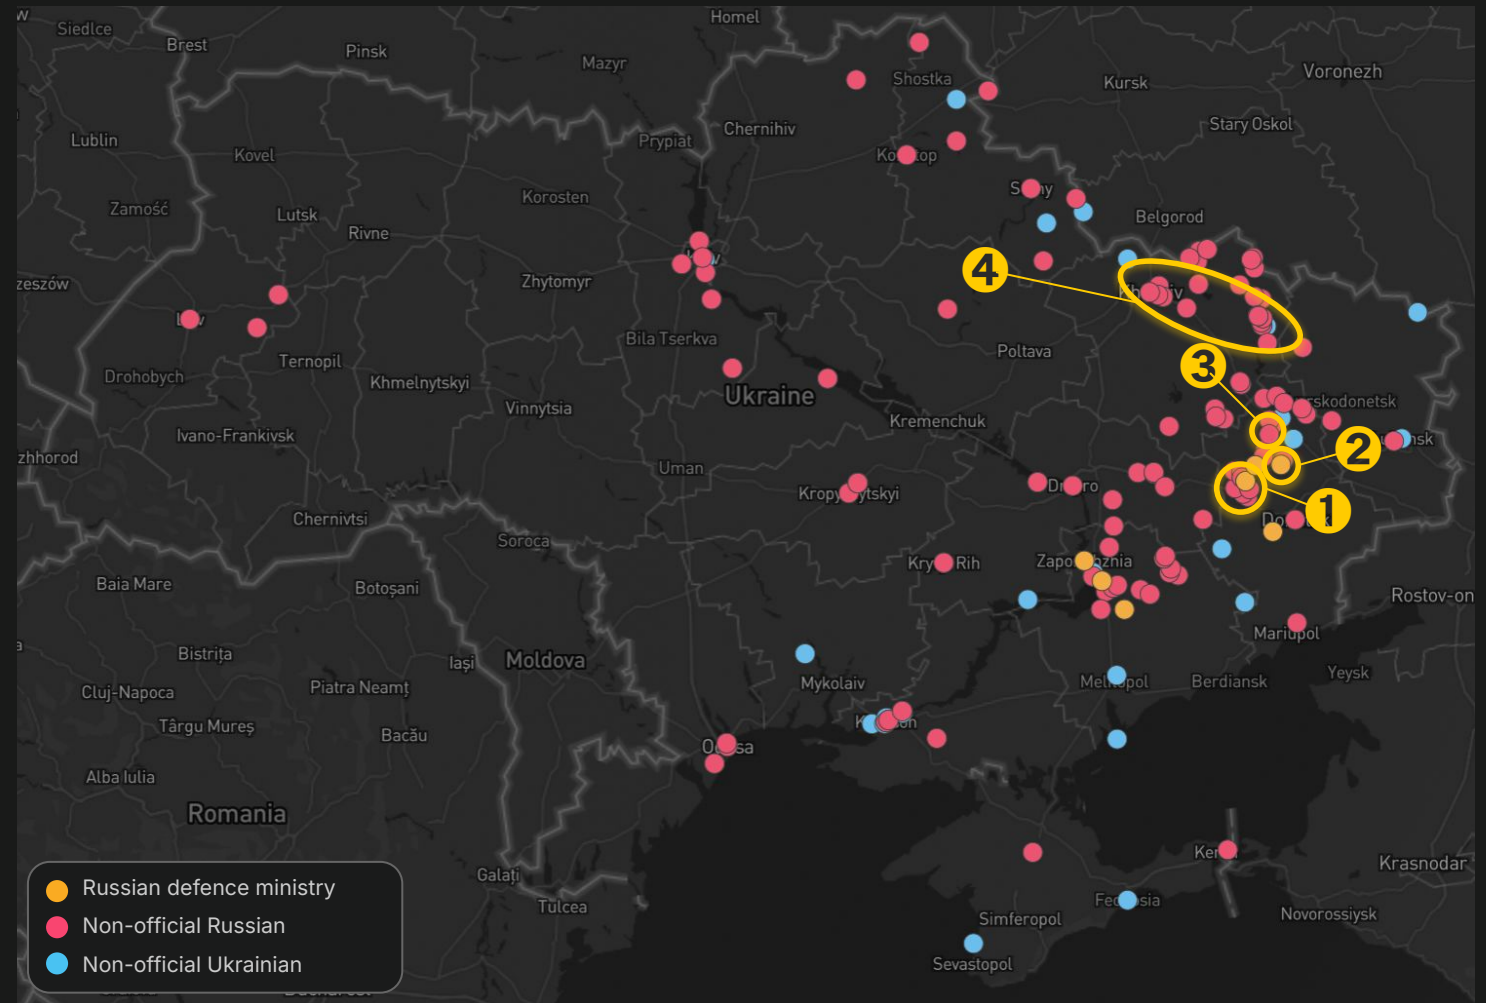 Homel
Siedlce
Brest
Pinsk
Mazyr
Shostka
Kursk
Voronezh
Lublin
Kovel
Prypiat
Chernihiv
Stary Oskol
Korosten
Zamość
Lutsk
Rivne
Belgorod
Zhytomyr
4
Bila Tserkva
Poltava
3
Drohobych
Ternopil
Khmelnytskyi
Ukraine
Vinnytsia
Kremenchuk
Ivano-Frankivsk
2
Uman
1
Chernivtsi
Soroca
Rih
Baia Mare
Botoșani
Rostov-on
Mariupol
Bistrița
Iași
Moldova
Cluj-Napoca
Piatra Neamț
Mykolaiv
Berdiansk
Yeysk
Târgu Mureș
Bacău
Alba Iulia
Romania
Krasnodar
Galați
Tulcea
Simferopol
Novorossiysk
Sevastopol
Russian defence ministry
Non-official Russian
Non-official Ukrainian